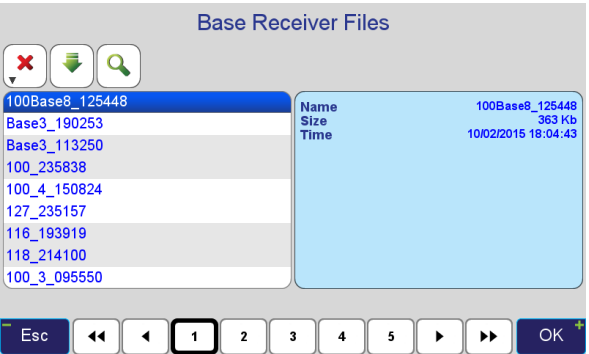 Base Receiver Files
100Base8_125448
Base3_190253
Base3_113250
100_235838
100_4_150824
127_235157
116_193919
118_214100
100_3_095550
Name 100Base8_125448
Size 363 Kb
Time 10/02/2015 18:04:43
Esc 1 2 3 4 5 OK